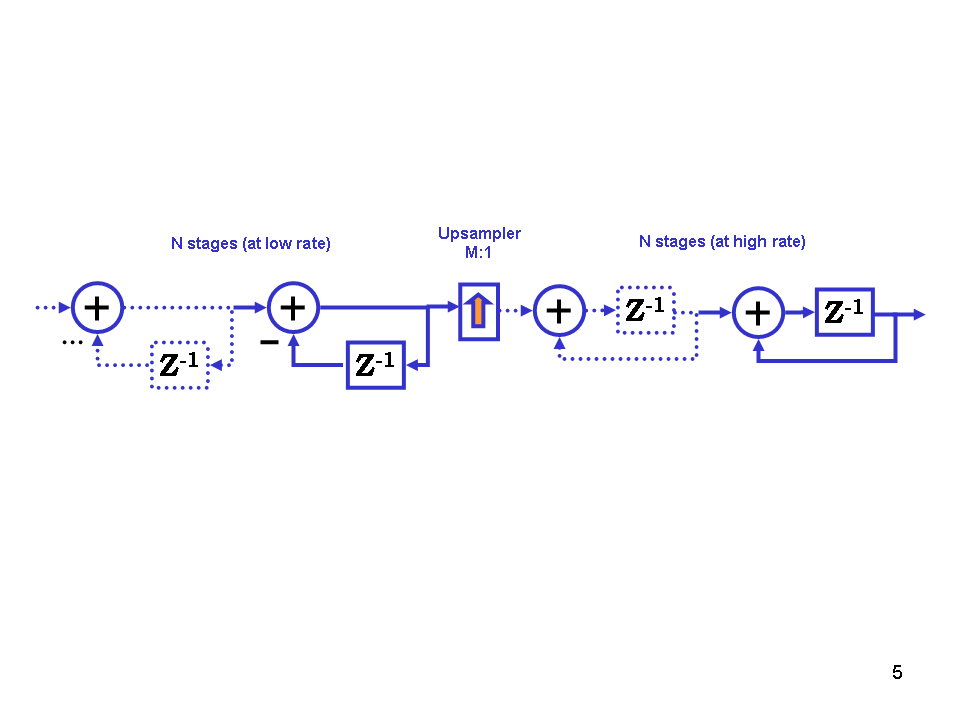 N stages (at low rate)
Upsampler
M:1
N stages (at high rate)
+
+
+
+
...
−
Z-1
Z-1
Z-1
Z-1
5